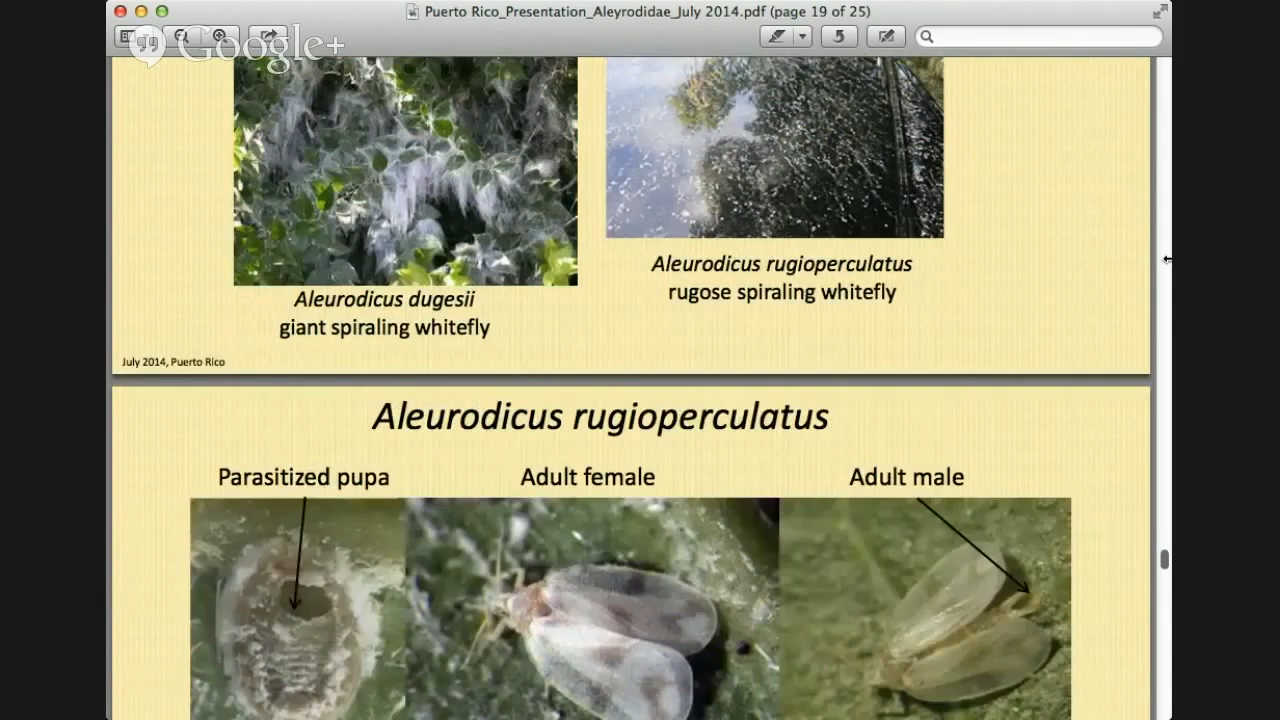 Puerto Rico_Presentation_Aleyrodidae_July 2014.pdf (page 19 of 25)
Google+
Aleurodicus dugesii
giant spiraling whitefly
Aleurodicus rugioperculatus
rugose spiraling whitefly
July 2014, Puerto Rico
Aleurodicus rugioperculatus
Parasitized pupa
Adult female
Adult male